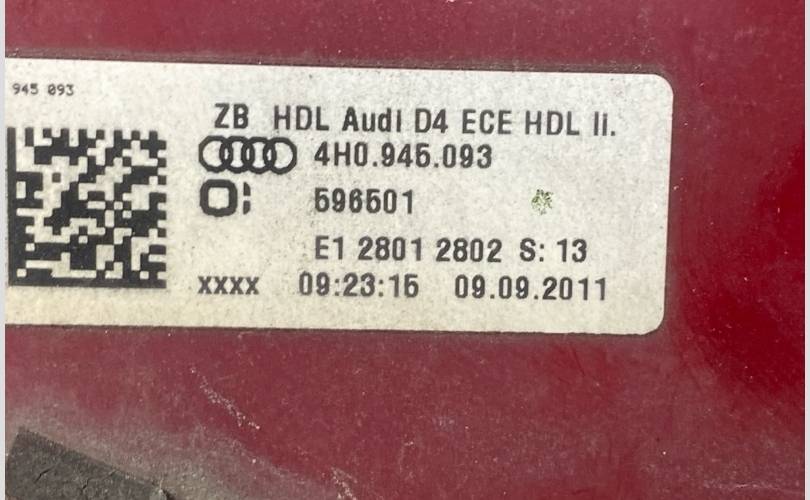 945 093
ZB HDL Audi D4 ECE HDL li.
4H0.945.093
596501
E1 2801 2802 S: 13
xxxx 09:23:15 09.09.2011